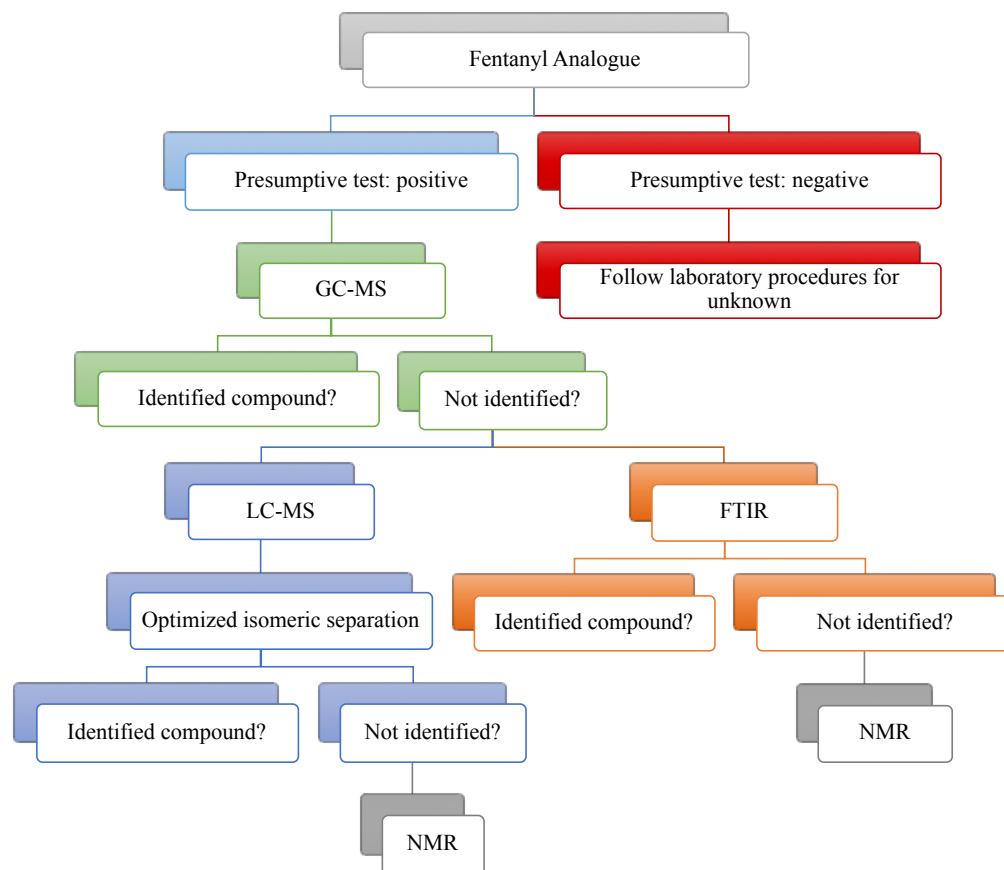 Fentanyl Analogue
Presumptive test: positive
Presumptive test: negative
GC-MS
Follow laboratory procedures for
unknown
Identified compound?
Not identified?
LC-MS
FTIR
Optimized isomeric separation
Identified compound?
Not identified?
Identified compound?
Not identified?
NMR
NMR